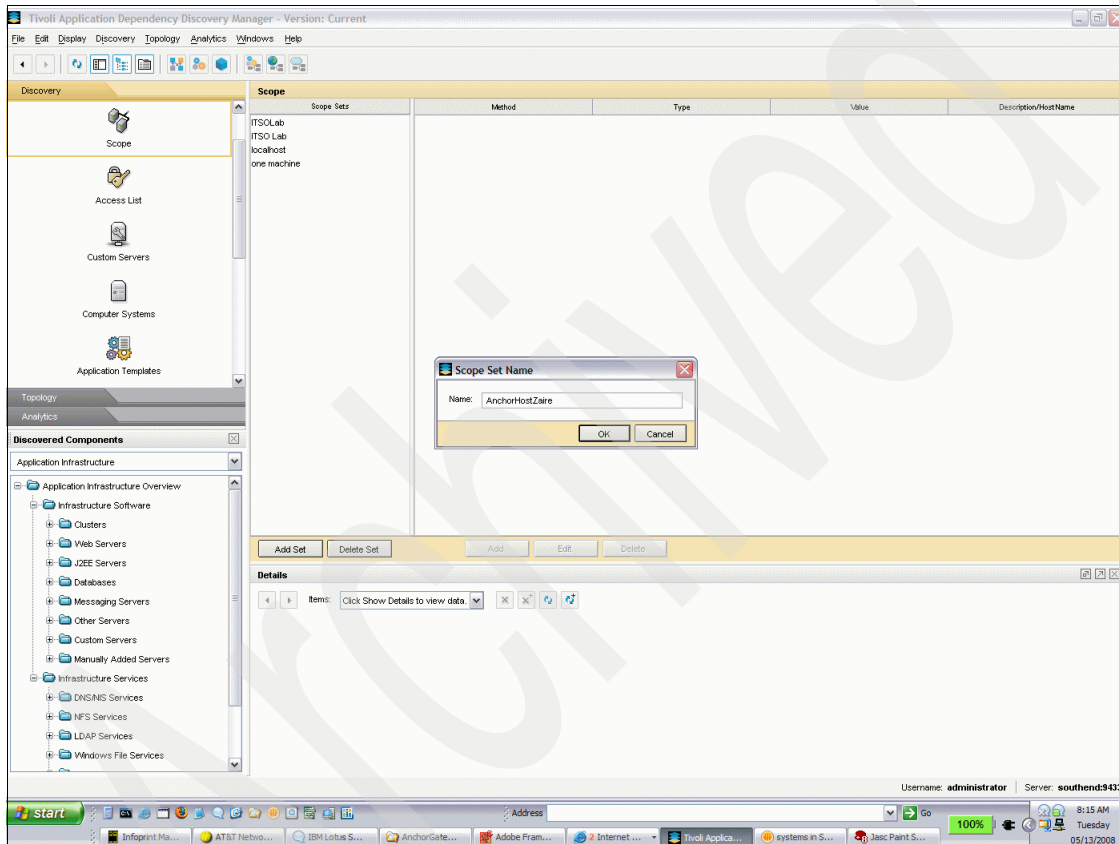 Tivoli Application Dependency Discovery Manager - Version: Current
File Edit Display Discovery Topology Analytics Windows Help
Discovery
Scope
Access List
Custom Servers
Computer Systems
Application Templates
Topology
Analytics
Discovered Components
Application Infrastructure
Application Infrastructure Overview
Infrastructure Software
Clusters
Web Servers
J2EE Servers
Databases
Messaging Servers
Other Servers
Custom Servers
Manually Added Servers
Infrastructure Services
DNS/NIS Services
NFS Services
LDAP Services
Windows File Services
Scope
Scope Sets Method Type Value Description/HostName
ITSOLab
ITSO Lab
localhost
one machine
Scope Set Name
Name: AnchorHostZaire
OK Cancel
Add Set Delete Set Add Edit Delete
Details
Items: Click Show Details to view data.
Username: administrator Server: southend:9433
start Address Go 100% 8:15 AM
Infoprint Ma... AT&T Netwo... IBM Lotus S... AnchorGate... Adobe Fram... 2 Internet ... Tivoli Applica... systems in S... Jasc Paint S... Tuesday
05/13/2008
Archived